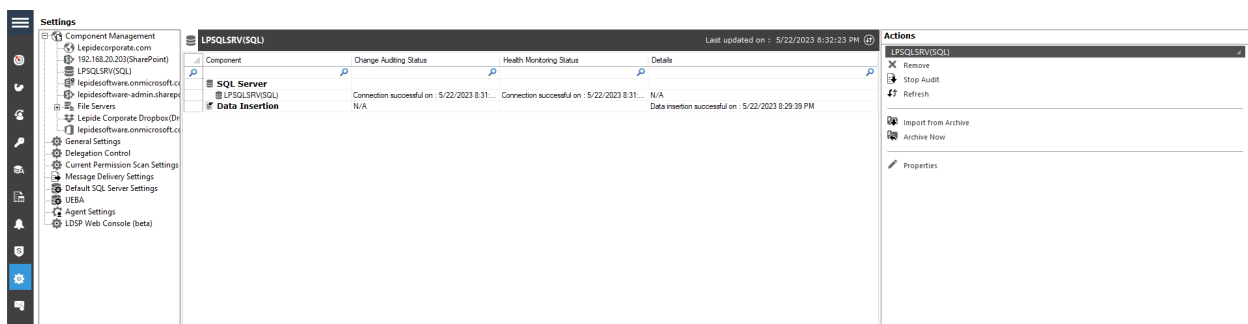 Settings
Component Management
Lepidecorporate.com
192.168.20.203(SharePoint)
LPSQLSRV(SQL)
lepidesoftware.onmicrosoft.co
lepidesoftware-admin.sharepo
File Servers
Lepide Corporate Dropbox(Dr
lepidesoftware.onmicrosoft.co
General Settings
Delegation Control
Current Permission Scan Settings
Message Delivery Settings
Default SQL Server Settings
UEBA
Agent Settings
LDSP Web Console (beta)
LPSQLSRV(SQL) Last updated on : 5/22/2023 8:32:23 PM
Component Change Auditing Status Health Monitoring Status Details
SQL Server
LPSQLSRV(SQL) Connection successful on : 5/22/2023 8:31:... Connection successful on : 5/22/2023 8:31:... N/A
Data Insertion N/A Data insertion successful on : 5/22/2023 8:29:39 PM
Actions
LPSQLSRV(SQL)
Remove
Stop Audit
Refresh
Import from Archive
Archive Now
Properties